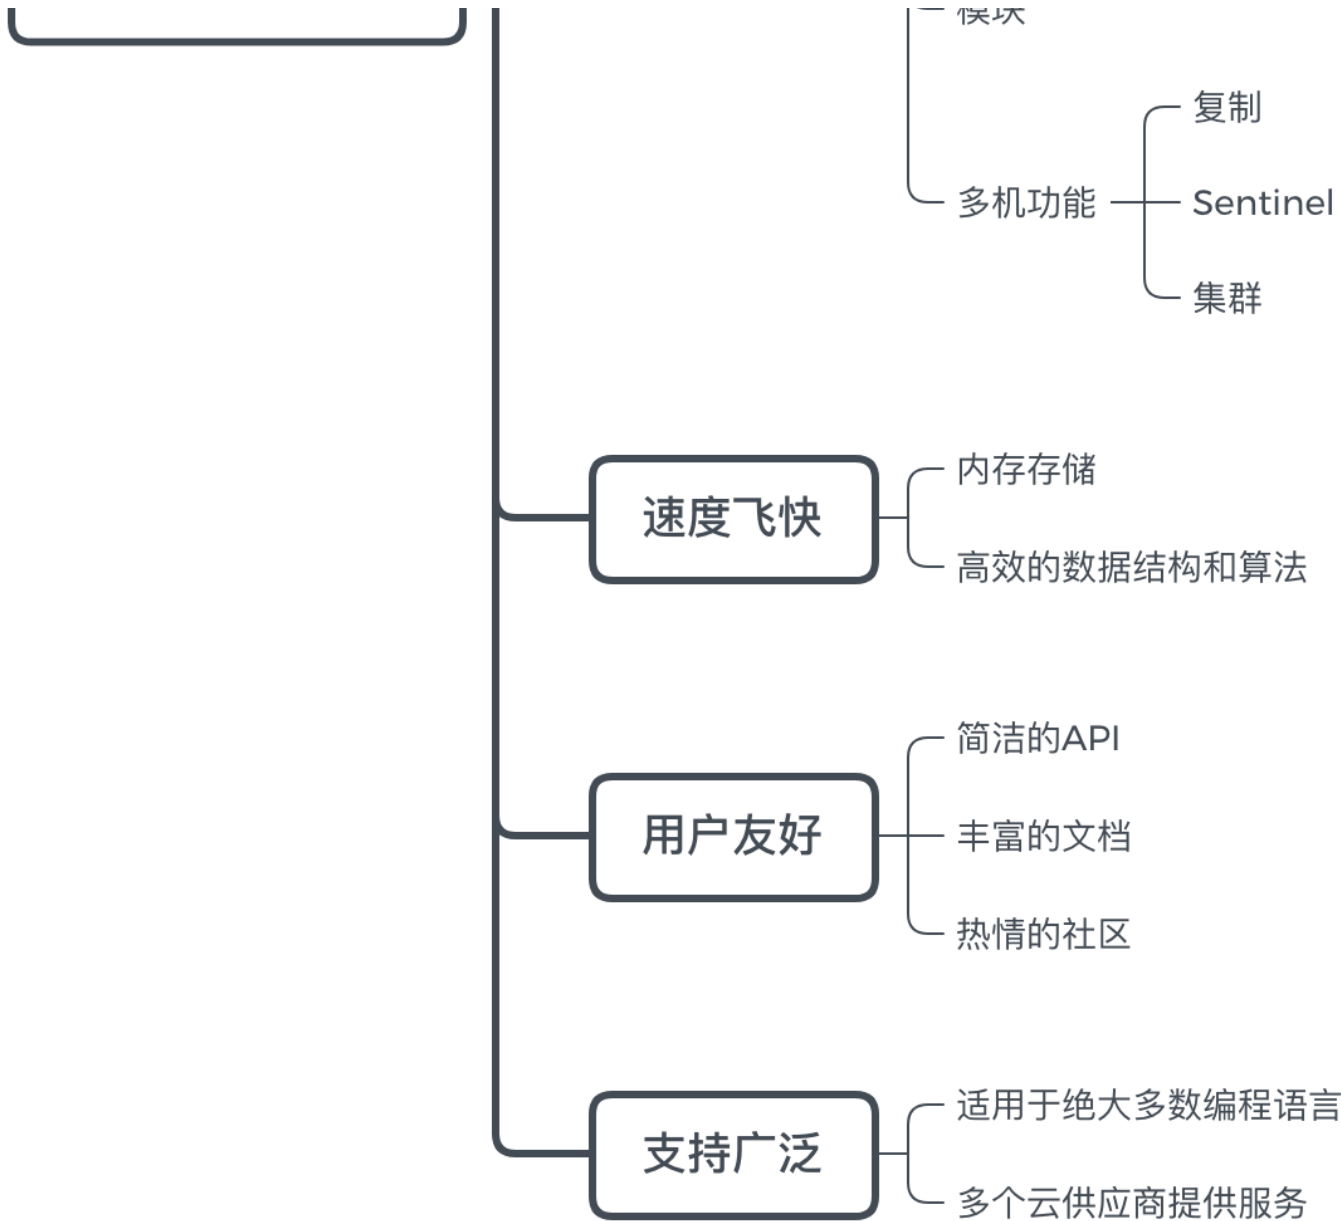 模块
复制
多机功能
Sentinel
集群
内存存储
速度飞快
高效的数据结构和算法
简洁的API
用户友好
丰富的文档
热情的社区
适用于绝大多数编程语言
支持广泛
多个云供应商提供服务